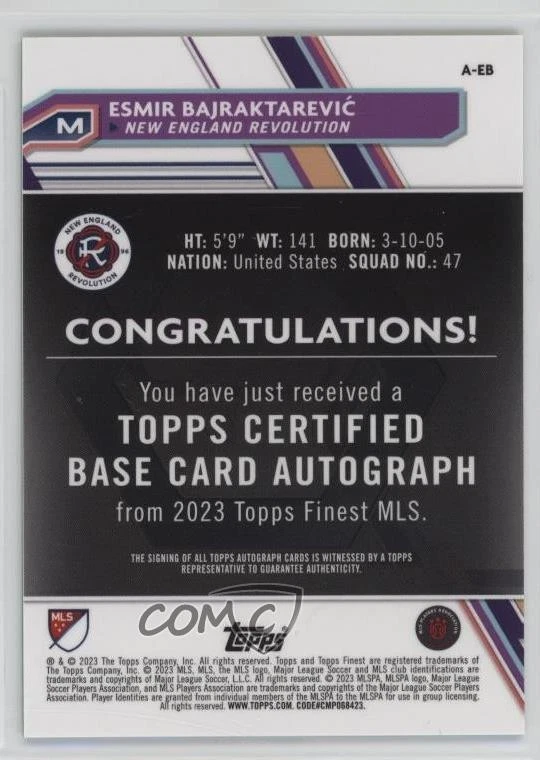 A-EB
M
ESMIR BAJRAKTAREVIĆ
NEW ENGLAND REVOLUTION
NEW ENGLAND
1996
REVOLUTION
HT: 5'9" WT: 141 BORN: 3-10-05
NATION: United States SQUAD NO.: 47
CONGRATULATIONS!
You have just received a
TOPPS CERTIFIED
BASE CARD AUTOGRAPH
from 2023 Topps Finest MLS.
THE SIGNING OF ALL TOPPS AUTOGRAPH CARDS IS WITNESSED BY A TOPPS
REPRESENTATIVE TO GUARANTEE AUTHENTICITY.
MLS
COMC
Topps
MLS PLAYERS ASSOCIATION
® & © 2023 The Topps Company, Inc. All rights reserved. Topps and Topps Finest are registered trademarks of
The Topps Company, Inc. © 2023 MLS, MLS, the MLS logo, Major League Soccer and MLS club identifications are
trademarks and copyrights of Major League Soccer, L.L.C. All rights reserved. © 2023 MLSPA, MLSPA logo, Major League
Soccer Players Association, and MLS Players Association are trademarks and copyrights of Major League Soccer Players
Association. Player Identities are granted from individual members of the MLSPA to the MLSPA for use in group licensing.
All rights reserved. WWW.TOPPS.COM. CODE#CMP068423.